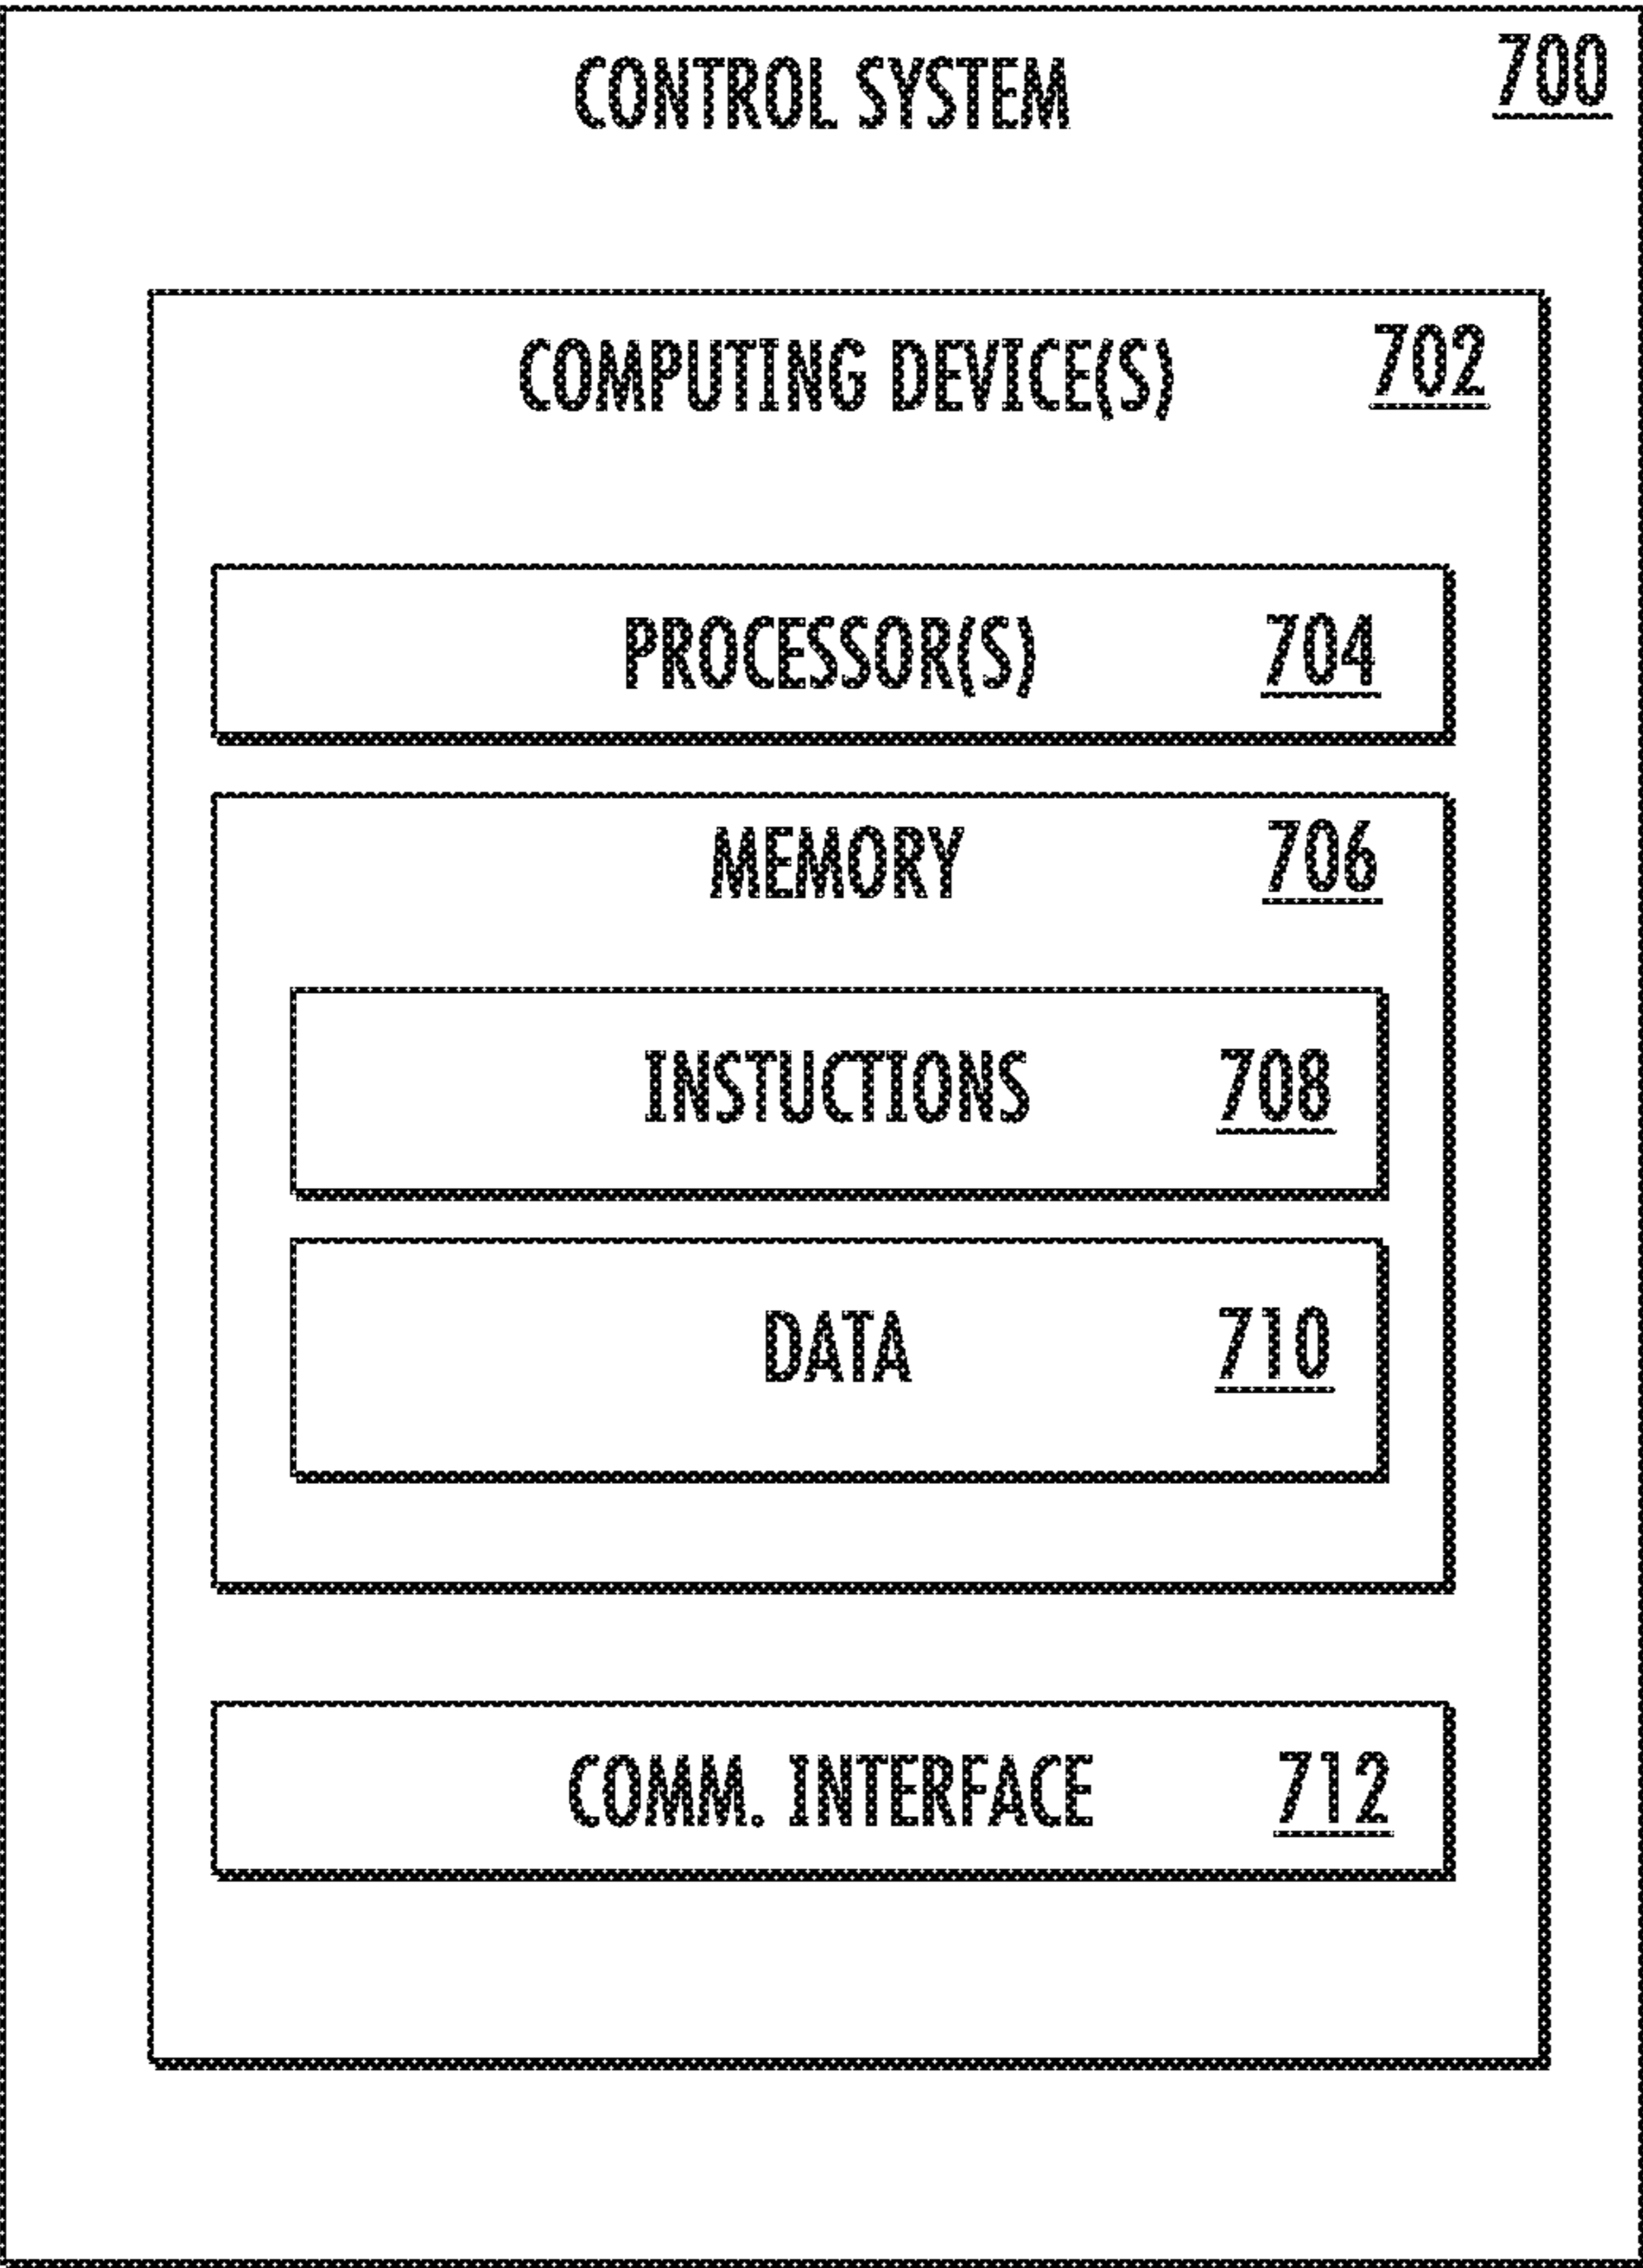 CONTROL SYSTEM 700
COMPUTING DEVICE(S) 702
PROCESSOR(S) 704
MEMORY 706
INSTUCTIONS 708
DATA 710
COMM. INTERFACE 712